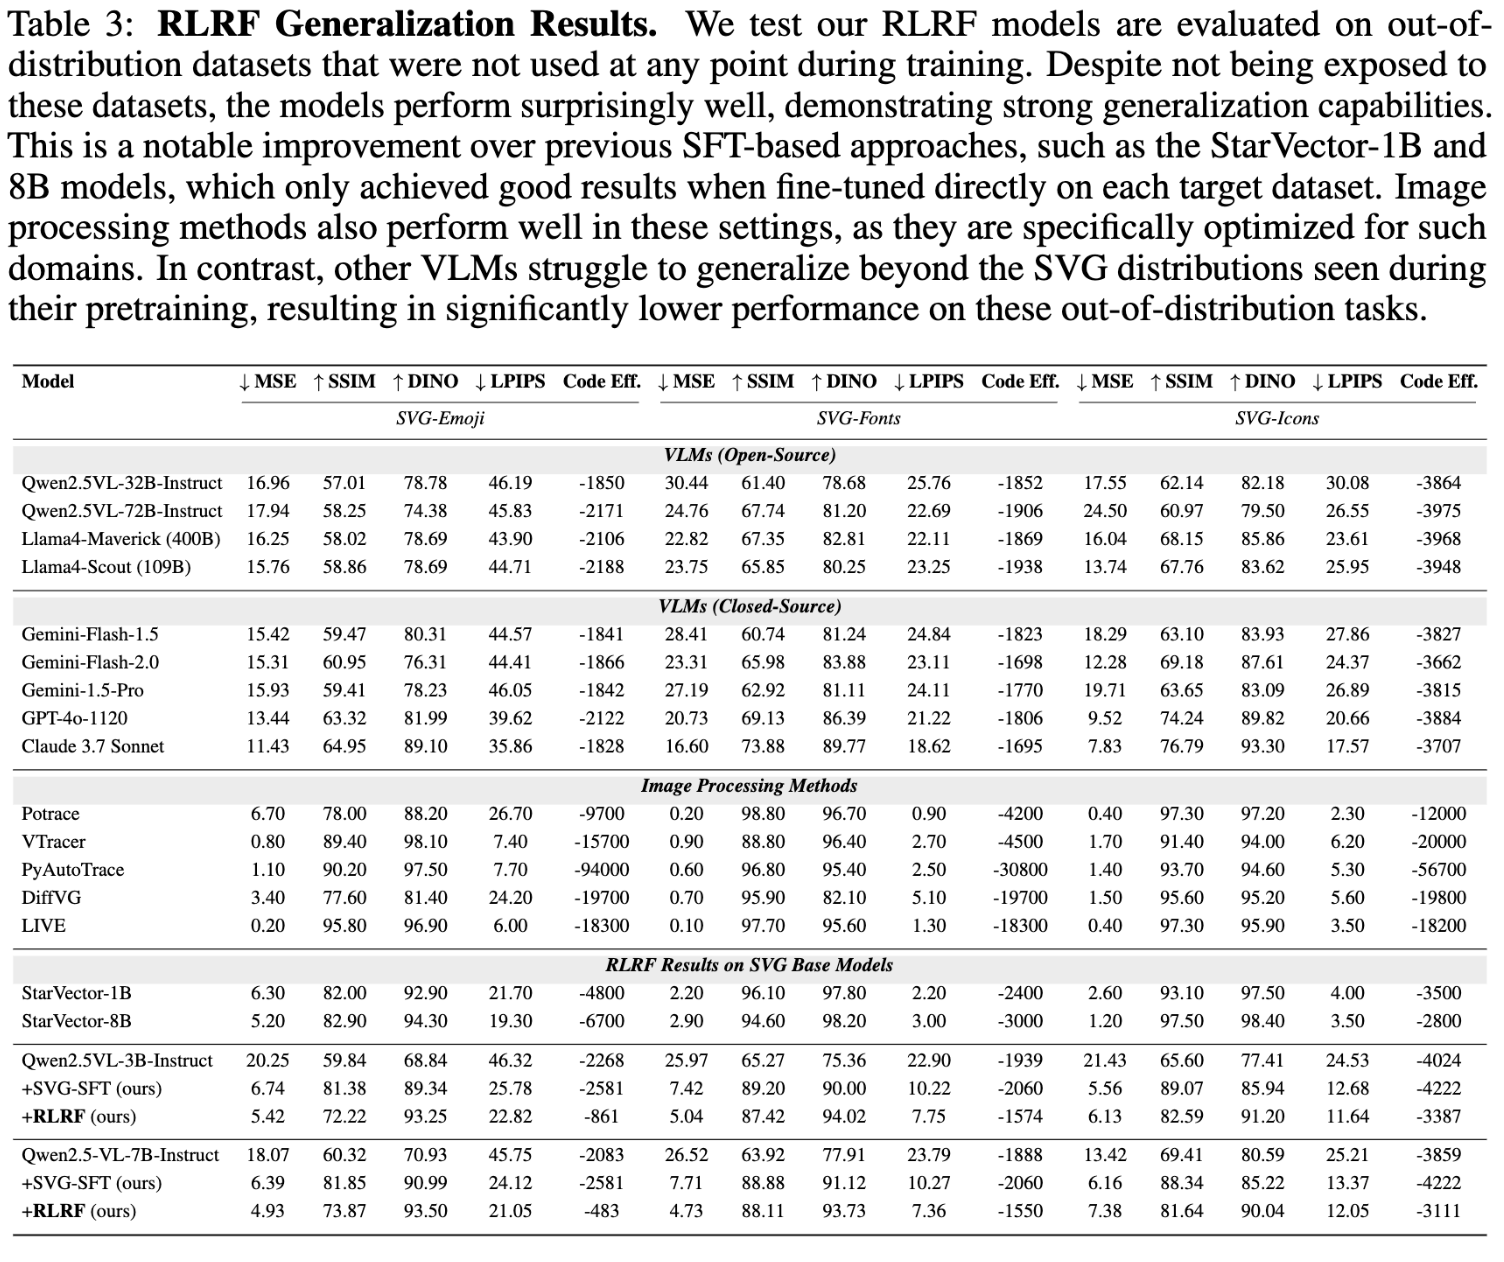 Table 3: RLRF Generalization Results. We test our RLRF models are evaluated on out-of-
distribution datasets that were not used at any point during training. Despite not being exposed to
these datasets, the models perform surprisingly well, demonstrating strong generalization capabilities.
This is a notable improvement over previous SFT-based approaches, such as the StarVector-1B and
8B models, which only achieved good results when fine-tuned directly on each target dataset. Image
processing methods also perform well in these settings, as they are specifically optimized for such
domains. In contrast, other VLMs struggle to generalize beyond the SVG distributions seen during
their pretraining, resulting in significantly lower performance on these out-of-distribution tasks.
Model ↓ MSE ↑ SSIM ↑ DINO ↓ LPIPS Code Eff. ↓ MSE ↑ SSIM ↑ DINO ↓ LPIPS Code Eff. ↓ MSE ↑ SSIM ↑ DINO ↓ LPIPS Code Eff.
SVG-Emoji SVG-Fonts SVG-Icons
VLMs (Open-Source)
Qwen2.5VL-32B-Instruct 16.96 57.01 78.78 46.19 -1850 30.44 61.40 78.68 25.76 -1852 17.55 62.14 82.18 30.08 -3864
Qwen2.5VL-72B-Instruct 17.94 58.25 74.38 45.83 -2171 24.76 67.74 81.20 22.69 -1906 24.50 60.97 79.50 26.55 -3975
Llama4-Maverick (400B) 16.25 58.02 78.69 43.90 -2106 22.82 67.35 82.81 22.11 -1869 16.04 68.15 85.86 23.61 -3968
Llama4-Scout (109B) 15.76 58.86 78.69 44.71 -2188 23.75 65.85 80.25 23.25 -1938 13.74 67.76 83.62 25.95 -3948
VLMs (Closed-Source)
Gemini-Flash-1.5 15.42 59.47 80.31 44.57 -1841 28.41 60.74 81.24 24.84 -1823 18.29 63.10 83.93 27.86 -3827
Gemini-Flash-2.0 15.31 60.95 76.31 44.41 -1866 23.31 65.98 83.88 23.11 -1698 12.28 69.18 87.61 24.37 -3662
Gemini-1.5-Pro 15.93 59.41 78.23 46.05 -1842 27.19 62.92 81.11 24.11 -1770 19.71 63.65 83.09 26.89 -3815
GPT-4o-1120 13.44 63.32 81.99 39.62 -2122 20.73 69.13 86.39 21.22 -1806 9.52 74.24 89.82 20.66 -3884
Claude 3.7 Sonnet 11.43 64.95 89.10 35.86 -1828 16.60 73.88 89.77 18.62 -1695 7.83 76.79 93.30 17.57 -3707
Image Processing Methods
Potrace 6.70 78.00 88.20 26.70 -9700 0.20 98.80 96.70 0.90 -4200 0.40 97.30 97.20 2.30 -12000
VTracer 0.80 89.40 98.10 7.40 -15700 0.90 88.80 96.40 2.70 -4500 1.70 91.40 94.00 6.20 -20000
PyAutoTrace 1.10 90.20 97.50 7.70 -94000 0.60 96.80 95.40 2.50 -30800 1.40 93.70 94.60 5.30 -56700
DiffVG 3.40 77.60 81.40 24.20 -19700 0.70 95.90 82.10 5.10 -19700 1.50 95.60 95.20 5.60 -19800
LIVE 0.20 95.80 96.90 6.00 -18300 0.10 97.70 95.60 1.30 -18300 0.40 97.30 95.90 3.50 -18200
RLRF Results on SVG Base Models
StarVector-1B 6.30 82.00 92.90 21.70 -4800 2.20 96.10 97.80 2.20 -2400 2.60 93.10 97.50 4.00 -3500
StarVector-8B 5.20 82.90 94.30 19.30 -6700 2.90 94.60 98.20 3.00 -3000 1.20 97.50 98.40 3.50 -2800
Qwen2.5VL-3B-Instruct 20.25 59.84 68.84 46.32 -2268 25.97 65.27 75.36 22.90 -1939 21.43 65.60 77.41 24.53 -4024
+SVG-SFT (ours) 6.74 81.38 89.34 25.78 -2581 7.42 89.20 90.00 10.22 -2060 5.56 89.07 85.94 12.68 -4222
+RLRF (ours) 5.42 72.22 93.25 22.82 -861 5.04 87.42 94.02 7.75 -1574 6.13 82.59 91.20 11.64 -3387
Qwen2.5-VL-7B-Instruct 18.07 60.32 70.93 45.75 -2083 26.52 63.92 77.91 23.79 -1888 13.42 69.41 80.59 25.21 -3859
+SVG-SFT (ours) 6.39 81.85 90.99 24.12 -2581 7.71 88.88 91.12 10.27 -2060 6.16 88.34 85.22 13.37 -4222
+RLRF (ours) 4.93 73.87 93.50 21.05 -483 4.73 88.11 93.73 7.36 -1550 7.38 81.64 90.04 12.05 -3111